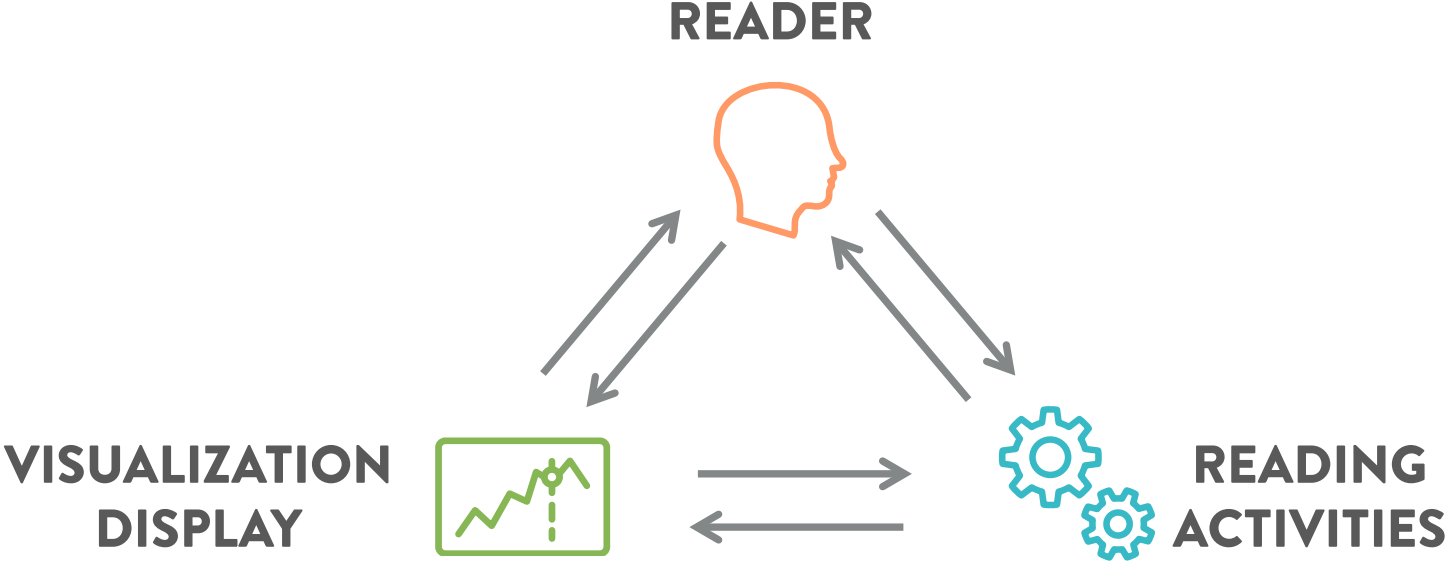 READER
VISUALIZATION
DISPLAY
READING
ACTIVITIES